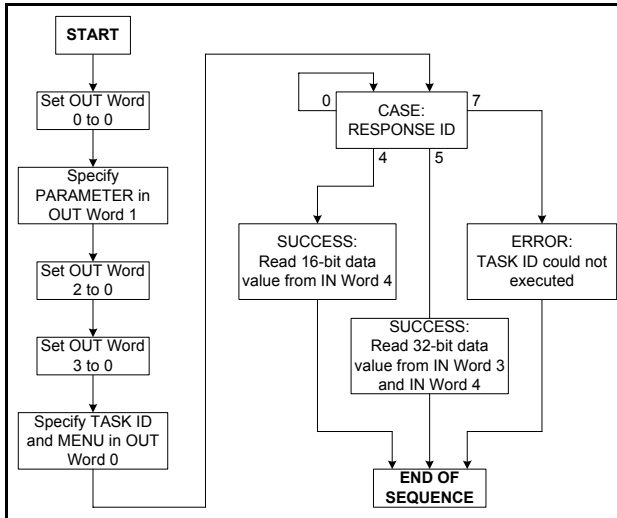 START
Set OUT Word
0 to 0
Specify
PARAMETER in
OUT Word 1
Set OUT Word
2 to 0
Set OUT Word
3 to 0
Specify TASK ID
and MENU in OUT
Word 0
0
CASE:
RESPONSE ID
7
4
5
SUCCESS:
Read 16-bit data
value from IN Word 4
ERROR:
TASK ID could not
executed
SUCCESS:
Read 32-bit data
value from IN Word 3
and IN Word 4
END OF
SEQUENCE